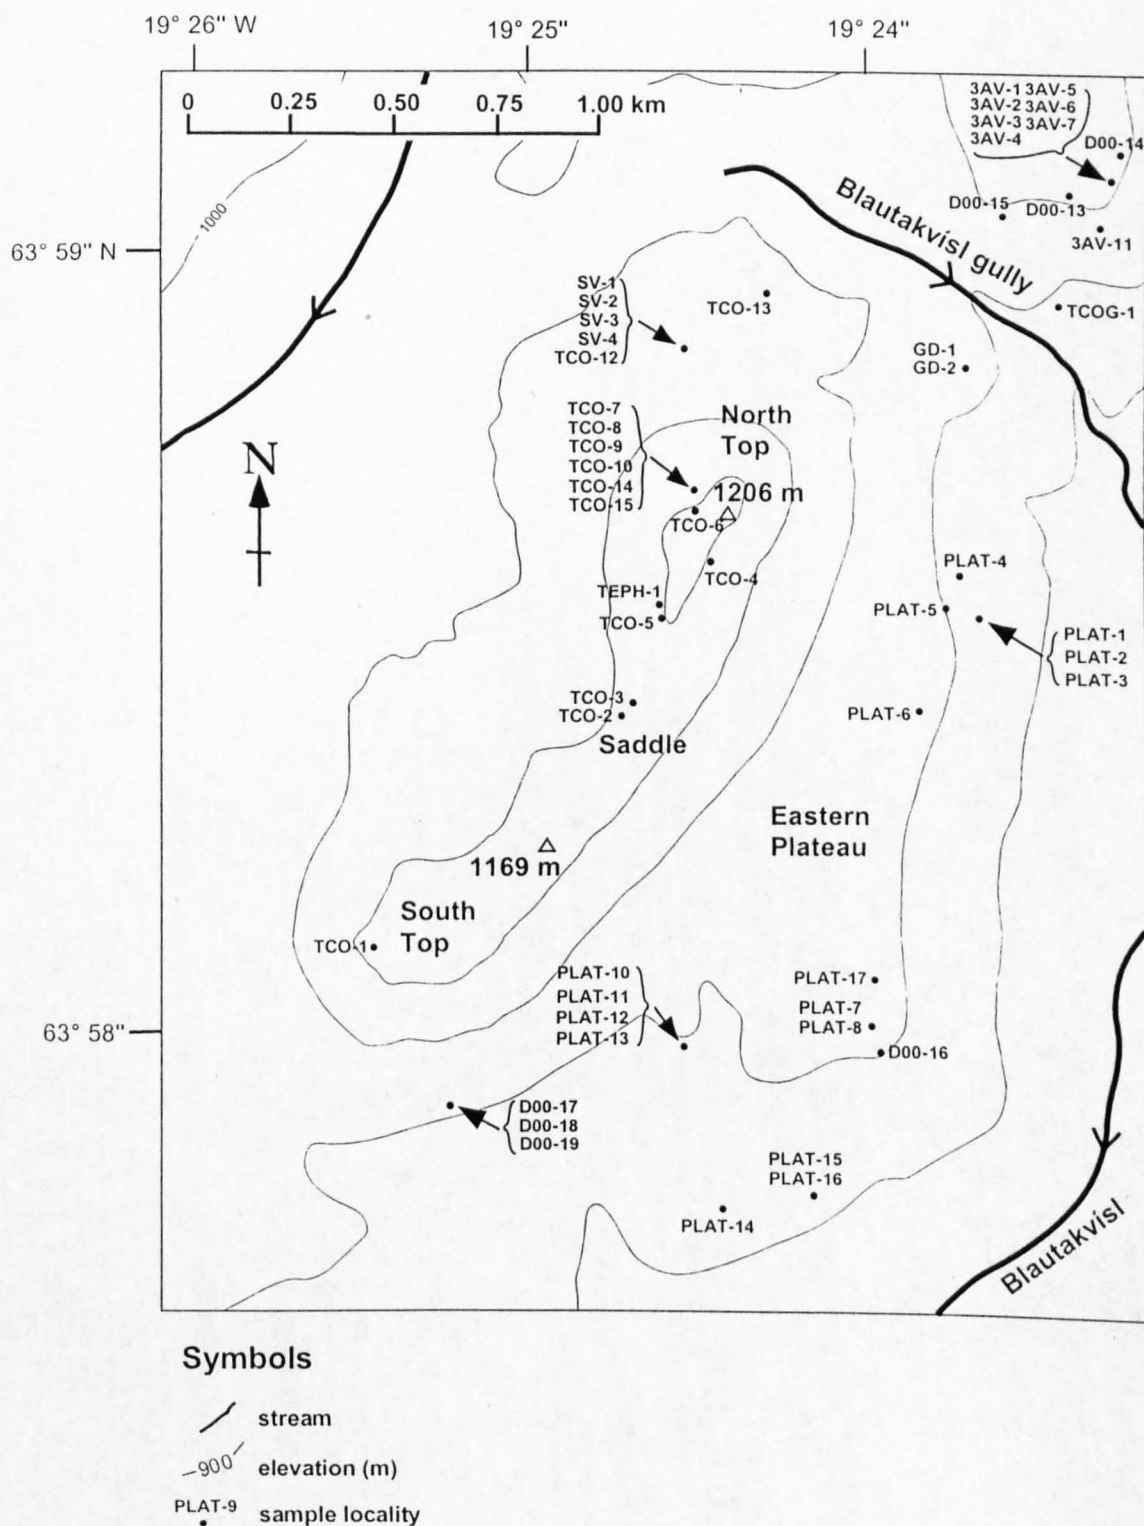 19° 26" W
19° 25"
19° 24"
0 0.25 0.50 0.75 1.00 km
3AV-1 3AV-5
3AV-2 3AV-6
3AV-3 3AV-7
3AV-4
D00-14
D00-13
D00-15
3AV-11
1000
63° 59" N
Blautakvísl gully
SV-1
SV-2
SV-3
SV-4
TCO-12
TCO-13
TCOG-1
GD-1
GD-2
TCO-7
TCO-8
TCO-9
TCO-10
TCO-14
TCO-15
North
Top
1206 m
N
TCO-6
TCO-4
TEPH-1
TCO-5
PLAT-4
PLAT-5
PLAT-1
PLAT-2
PLAT-3
TCO-3
TCO-2
Saddle
PLAT-6
Eastern
Plateau
1169 m
South
Top
TCO-1
PLAT-10
PLAT-11
PLAT-12
PLAT-13
PLAT-17
PLAT-7
PLAT-8
D00-16
63° 58"
D00-17
D00-18
D00-19
PLAT-15
PLAT-16
PLAT-14
Blautakvísl
Symbols
stream
900 elevation (m)
PLAT-9 sample locality